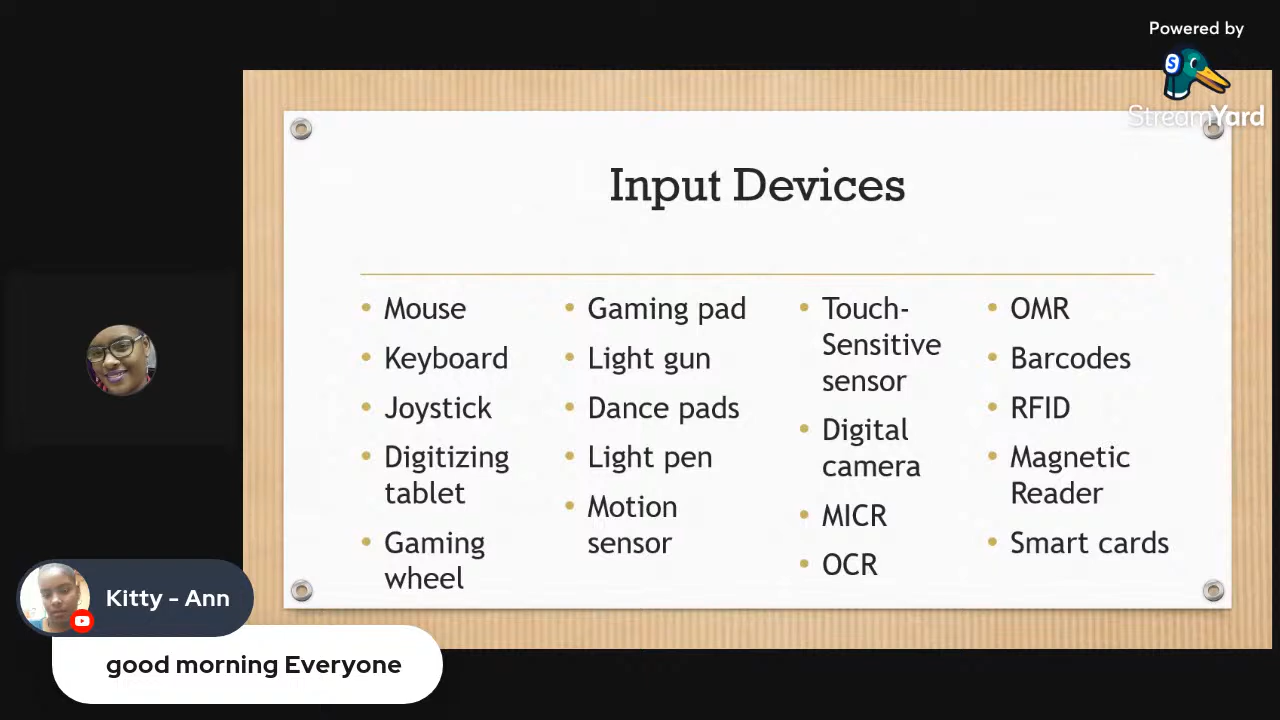 Powered by
StreamYard
Input Devices
• Mouse
• Keyboard
• Joystick
• Digitizing
tablet
• Gaming
wheel
• Gaming pad
• Light gun
• Dance pads
• Light pen
• Motion
sensor
• Touch-
Sensitive
sensor
• Digital
camera
• MICR
• OCR
• OMR
• Barcodes
• RFID
• Magnetic
Reader
• Smart cards
Kitty - Ann
good morning Everyone